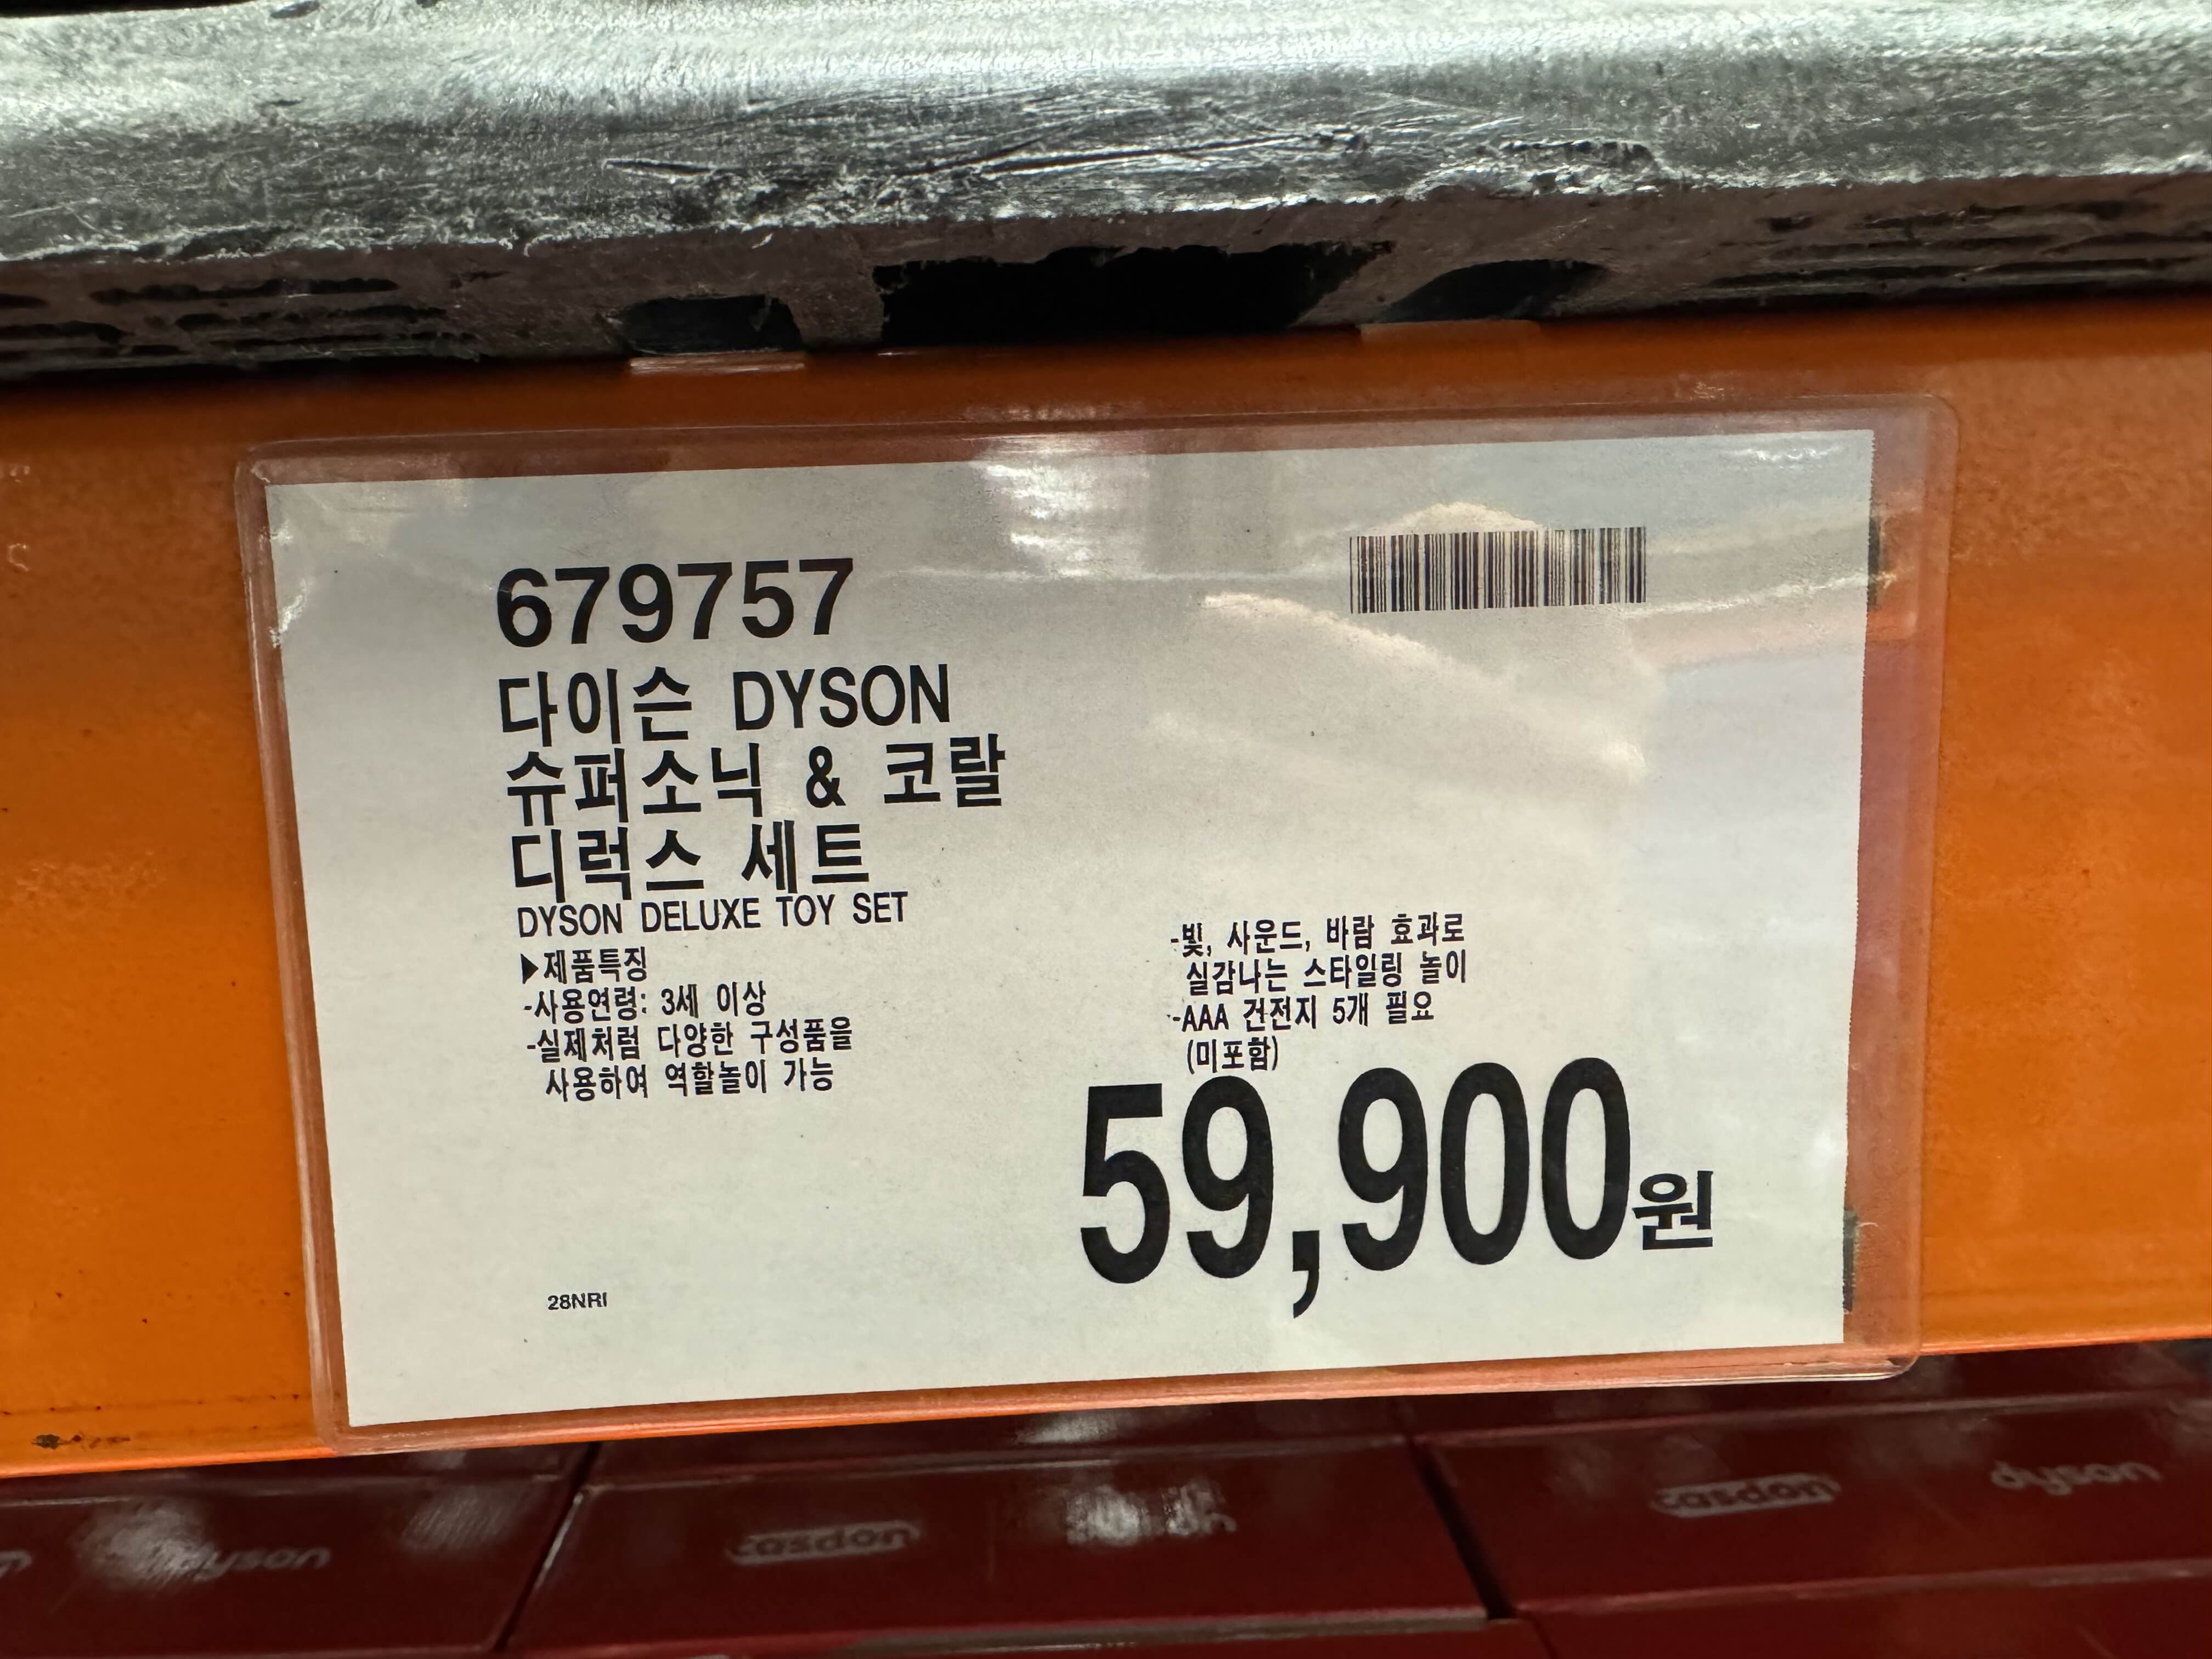 679757
다이슨 DYSON
슈퍼소닉 & 코랄
디럭스 세트
DYSON DELUXE TOY SET
▶제품특징
-사용연령: 3세 이상
-실제처럼 다양한 구성품을
사용하여 역할놀이 가능
-빛, 사운드, 바람 효과로
실감나는 스타일링 놀이
-AAA 건전지 5개 필요
(미포함)
59,900원
28NRI
casdon dyson
dyson casdon